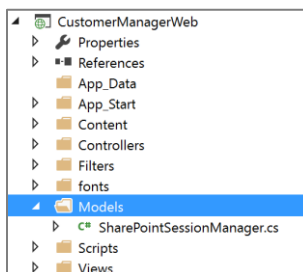 CustomerManagerWeb
Properties
References
App_Data
App_Start
Content
Controllers
Filters
fonts
Models
C# SharePointSessionManager.cs
Scripts
Views